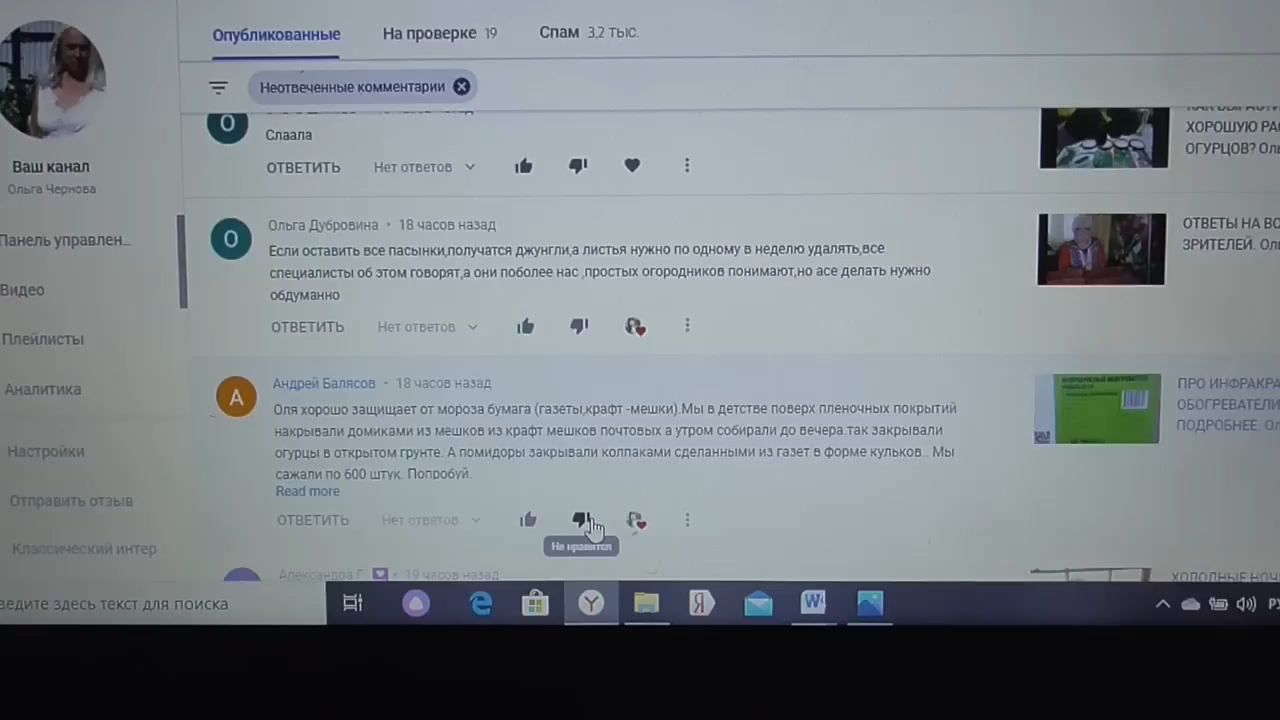 Опубликованные
На проверке 19
Спам 3,2 тыс.
Неотвеченные комментарии
Ваш канал
Ольга Чернова
Панель управлен...
Видео
Плейлисты
Аналитика
Настройки
Отправить отзыв
Классический интер
О
Слаала
ОТВЕТИТЬ Нет ответов
ХОРОШУЮ РА
ОГУРЦОВ? Оль
О
Ольга Дубровина • 18 часов назад
Если оставить все пасынки,получатся джунгли,а листья нужно по одному в неделю удалять,все
специалисты об этом говорят,а они поболее нас ,простых огородников понимают,но асе делать нужно
обдуманно
ОТВЕТИТЬ Нет ответов
ОТВЕТЫ НА ВО
ЗРИТЕЛЕЙ. Ол
А
Андрей Балясов • 18 часов назад
Оля хорошо защищает от мороза бумага (газеты,крафт -мешки).Мы в детстве поверх пленочных покрытий
накрывали домиками из мешков из крафт мешков почтовых а утром собирали до вечера.так закрывали
огурцы в открытом грунте. А помидоры закрывали колпаками сделанными из газет в форме кульков.. Мы
сажали по 600 штук. Попробуй.
Read more
ОТВЕТИТЬ Нет ответов
Не нравится
ПРО ИНФРАКРА
ОБОГРЕВАТЕЛИ
ПОДРОБНЕЕ. Ол
Александра Г. • 19 часов назад
ХОЛОДНЫЕ НОЧ
ведите здесь текст для поиска